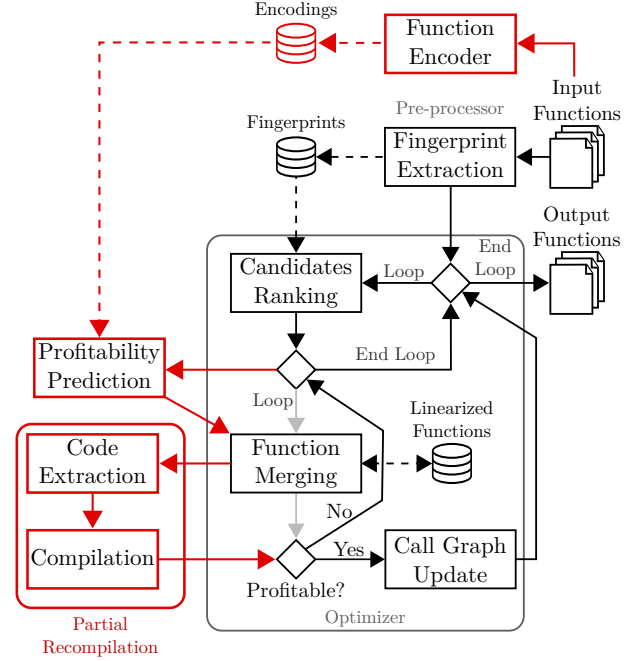 Encodings
Function
Encoder
Input
Functions
Pre-processor
Fingerprints
Fingerprint
Extraction
Output
Functions
End
Loop
Candidates
Ranking
Loop
Profitability
Prediction
End Loop
Loop
Linearized
Functions
Code
Extraction
Function
Merging
No
Compilation
Yes
Call Graph
Update
Profitable?
Optimizer
Partial
Recompilation